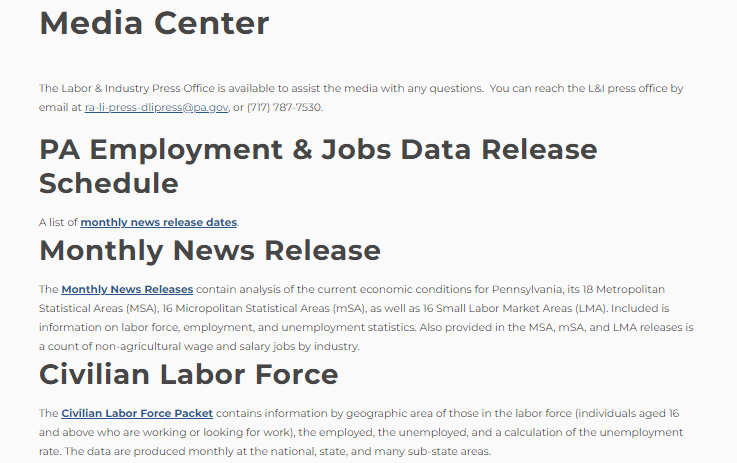 Media Center
The Labor & Industry Press Office is available to assist the media with any questions.  You can reach the L&I press office by
email at ra-li-press-dlipress@pa.gov, or (717) 787-7530.
PA Employment & Jobs Data Release
Schedule
A list of monthly news release dates.
Monthly News Release
The Monthly News Releases contain analysis of the current economic conditions for Pennsylvania, its 18 Metropolitan
Statistical Areas (MSA), 16 Micropolitan Statistical Areas (mSA), as well as 16 Small Labor Market Areas (LMA). Included is
information on labor force, employment, and unemployment statistics. Also provided in the MSA, mSA, and LMA releases is
a count of non-agricultural wage and salary jobs by industry.
Civilian Labor Force
The Civilian Labor Force Packet contains information by geographic area of those in the labor force (individuals aged 16
and above who are working or looking for work), the employed, the unemployed, and a calculation of the unemployment
rate. The data are produced monthly at the national, state, and many sub-state areas.